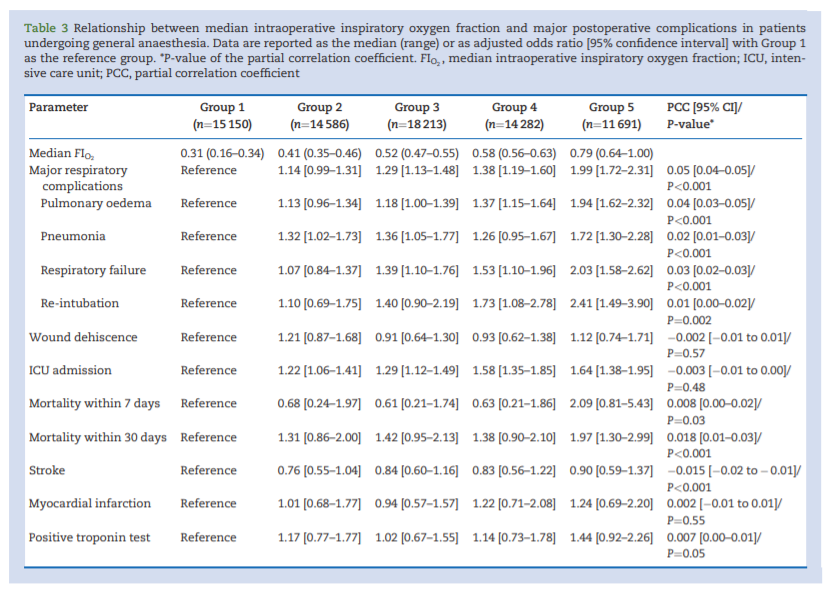 Table 3 Relationship between median intraoperative inspiratory oxygen fraction and major postoperative complications in patients
undergoing general anaesthesia. Data are reported as the median (range) or as adjusted odds ratio [95% confidence interval] with Group 1
as the reference group. *P-value of the partial correlation coefficient. FIO2, median intraoperative inspiratory oxygen fraction; ICU, inten-
sive care unit; PCC, partial correlation coefficient
Parameter Group 1 Group 2 Group 3 Group 4 Group 5 PCC [95% CI]/
(n=15 150) (n=14 586) (n=18 213) (n=14 282) (n=11 691) P-value*
Median FIO2 0.31 (0.16–0.34) 0.41 (0.35–0.46) 0.52 (0.47–0.55) 0.58 (0.56–0.63) 0.79 (0.64–1.00)
Major respiratory Reference 1.14 [0.99–1.31] 1.29 [1.13–1.48] 1.38 [1.19–1.60] 1.99 [1.72–2.31] 0.05 [0.04–0.05]/
complications P<0.001
Pulmonary oedema Reference 1.13 [0.96–1.34] 1.18 [1.00–1.39] 1.37 [1.15–1.64] 1.94 [1.62–2.32] 0.04 [0.03–0.05]/
P<0.001
Pneumonia Reference 1.32 [1.02–1.73] 1.36 [1.05–1.77] 1.26 [0.95–1.67] 1.72 [1.30–2.28] 0.02 [0.01–0.03]/
P<0.001
Respiratory failure Reference 1.07 [0.84–1.37] 1.39 [1.10–1.76] 1.53 [1.10–1.96] 2.03 [1.58–2.62] 0.03 [0.02–0.03]/
P<0.001
Re-intubation Reference 1.10 [0.69–1.75] 1.40 [0.90–2.19] 1.73 [1.08–2.78] 2.41 [1.49–3.90] 0.01 [0.00–0.02]/
P=0.002
Wound dehiscence Reference 1.21 [0.87–1.68] 0.91 [0.64–1.30] 0.93 [0.62–1.38] 1.12 [0.74–1.71] −0.002 [−0.01 to 0.01]/
P=0.57
ICU admission Reference 1.22 [1.06–1.41] 1.29 [1.12–1.49] 1.58 [1.35–1.85] 1.64 [1.38–1.95] −0.003 [−0.01 to 0.00]/
P=0.48
Mortality within 7 days Reference 0.68 [0.24–1.97] 0.61 [0.21–1.74] 0.63 [0.21–1.86] 2.09 [0.81–5.43] 0.008 [0.00–0.02]/
P=0.03
Mortality within 30 days Reference 1.31 [0.86–2.00] 1.42 [0.95–2.13] 1.38 [0.90–2.10] 1.97 [1.30–2.99] 0.018 [0.01–0.03]/
P<0.001
Stroke Reference 0.76 [0.55–1.04] 0.84 [0.60–1.16] 0.83 [0.56–1.22] 0.90 [0.59–1.37] −0.015 [−0.02 to −0.01]/
P<0.001
Myocardial infarction Reference 1.01 [0.68–1.77] 0.94 [0.57–1.57] 1.22 [0.71–2.08] 1.24 [0.69–2.20] 0.002 [−0.01 to 0.01]/
P=0.55
Positive troponin test Reference 1.17 [0.77–1.77] 1.02 [0.67–1.55] 1.14 [0.73–1.78] 1.44 [0.92–2.26] 0.007 [0.00–0.01]/
P=0.05